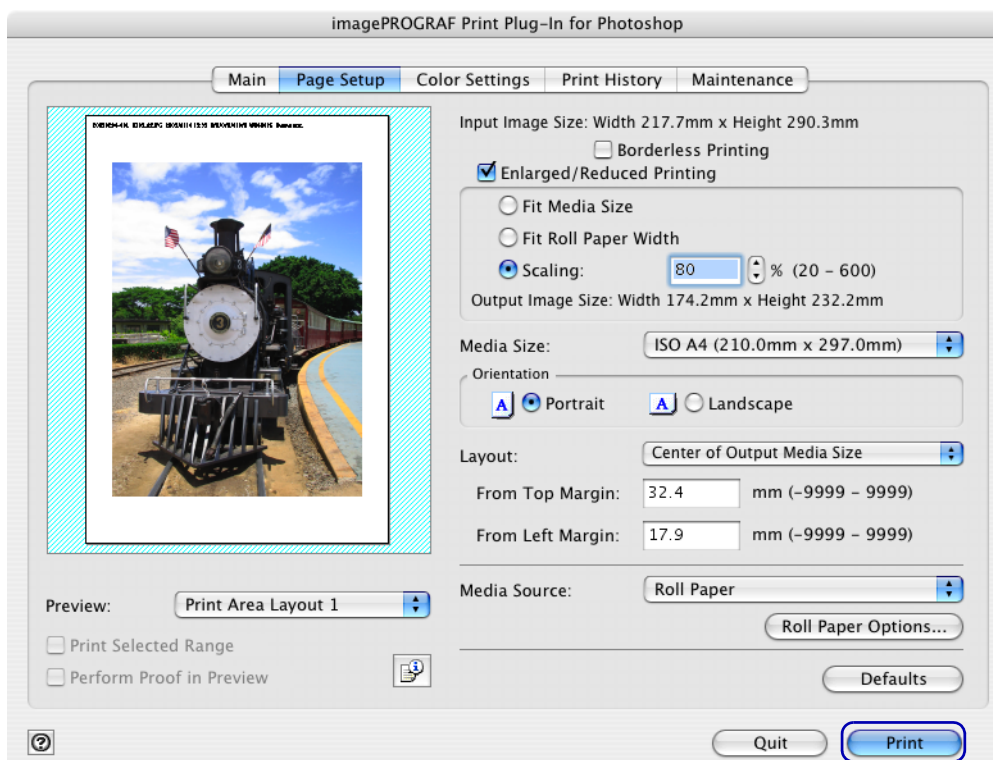 imagePROGRAF Print Plug-In for Photoshop
Main Page Setup Color Settings Print History Maintenance
Input Image Size: Width 217.7mm x Height 290.3mm
Borderless Printing
Enlarged/Reduced Printing
Fit Media Size
Fit Roll Paper Width
Scaling: 80 % (20 - 600)
Output Image Size: Width 174.2mm x Height 232.2mm
Media Size: ISO A4 (210.0mm x 297.0mm)
Orientation
A Portrait A Landscape
Layout: Center of Output Media Size
From Top Margin: 32.4 mm (-9999 - 9999)
From Left Margin: 17.9 mm (-9999 - 9999)
Media Source: Roll Paper
Roll Paper Options...
Defaults
3
Preview: Print Area Layout 1
Print Selected Range
Perform Proof in Preview
?
Quit Print